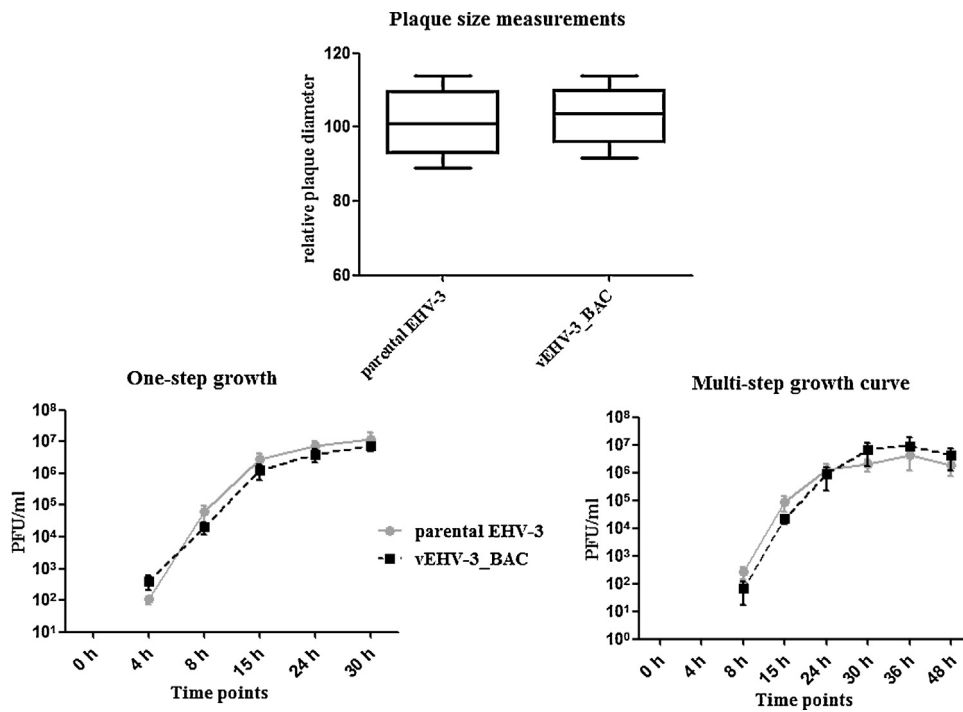 Plaque size measurements
relative plaque diameter
120
100
80
60
parental EHV-3
vEHV-3_BAC
One-step growth
PFU/ml
10⁸
10⁷
10⁶
10⁵
10⁴
10³
10²
10¹
0 h
4 h
8 h
15 h
24 h
30 h
Time points
parental EHV-3
vEHV-3_BAC
Multi-step growth curve
PFU/ml
10⁸
10⁷
10⁶
10⁵
10⁴
10³
10²
10¹
10⁰
0 h
4 h
8 h
15 h
24 h
30 h
36 h
48 h
Time points